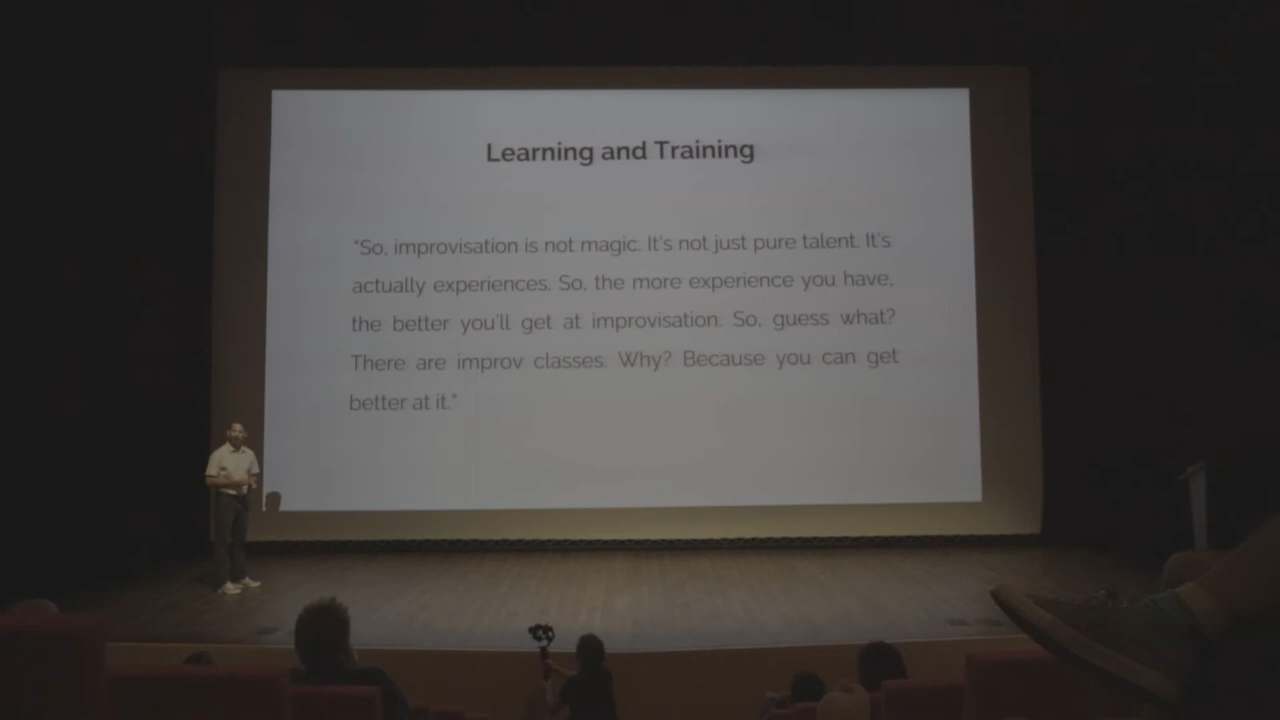 Learning and Training
"So, improvisation is not magic. It's not just pure talent. It's
actually experiences. So, the more experience you have,
the better you'll get at improvisation. So, guess what?
There are improv classes. Why? Because you can get
better at it."